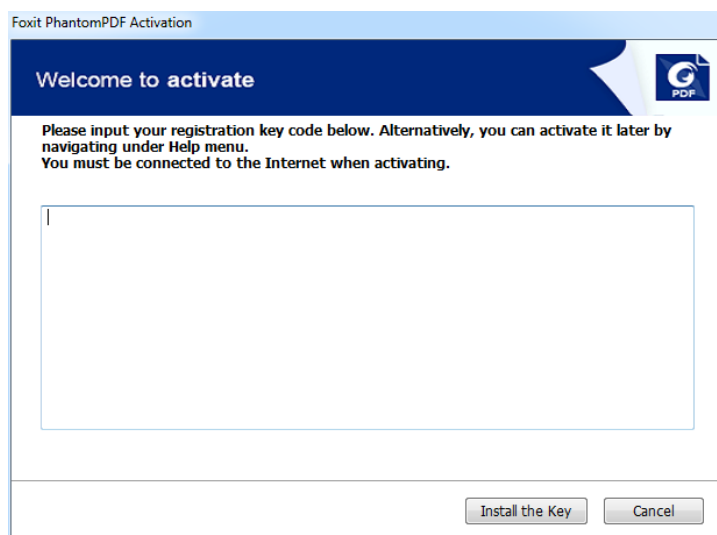 Foxit PhantomPDF Activation
Welcome to activate
PDF
Please input your registration key code below. Alternatively, you can activate it later by
navigating under Help menu.
You must be connected to the Internet when activating.
Install the Key
Cancel